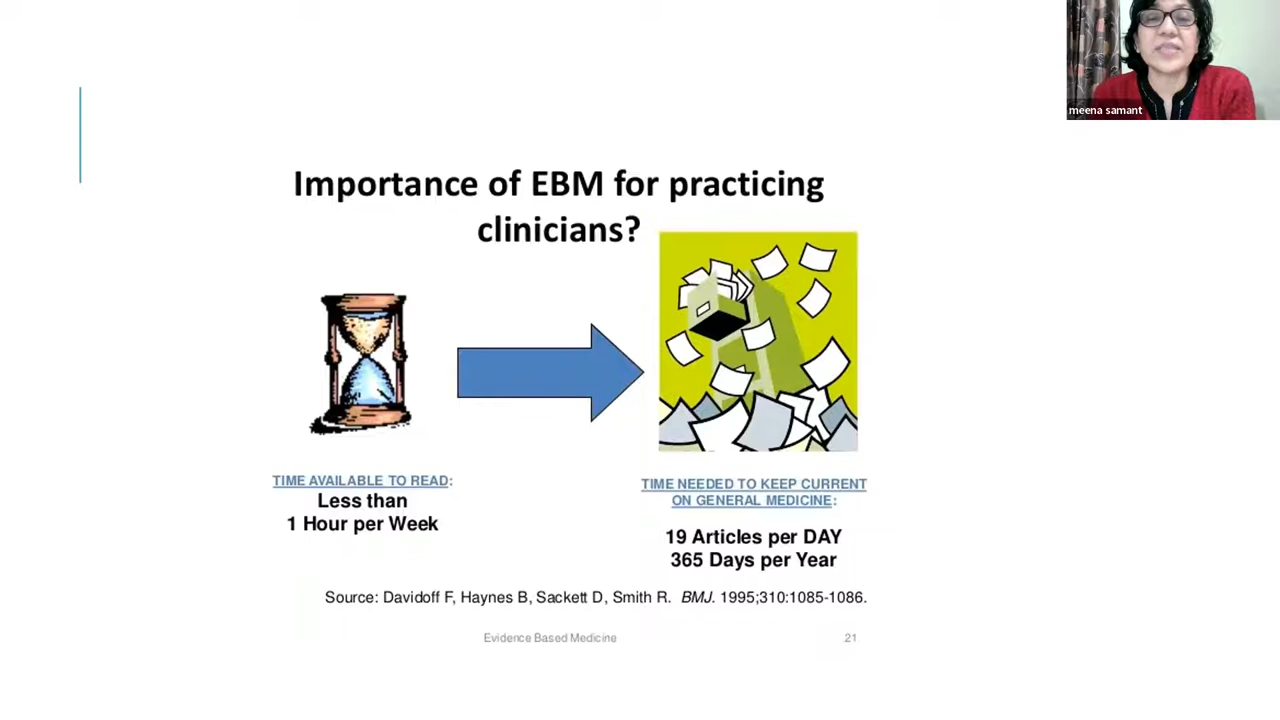 meena samant
Importance of EBM for practicing
clinicians?
TIME AVAILABLE TO READ:
Less than
1 Hour per Week
TIME NEEDED TO KEEP CURRENT
ON GENERAL MEDICINE:
19 Articles per DAY
365 Days per Year
Source: Davidoff F, Haynes B, Sackett D, Smith R. BMJ. 1995;310:1085-1086.
Evidence Based Medicine 21